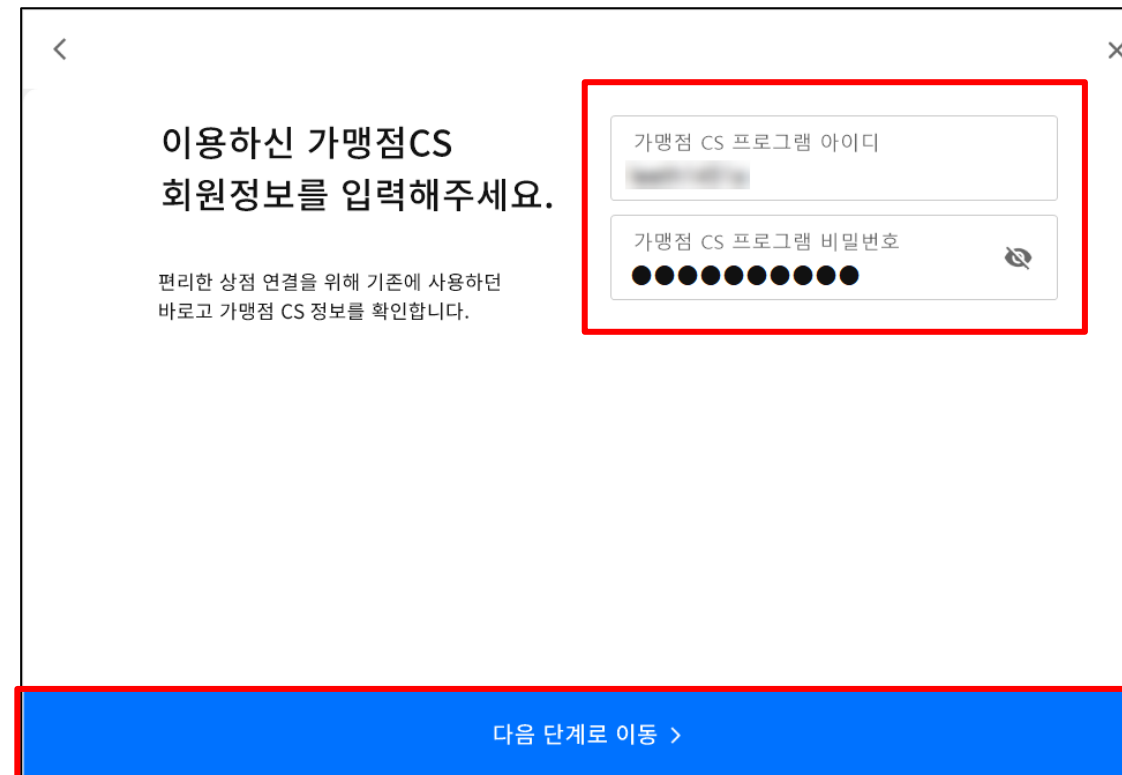 이용하신 가맹점CS
회원정보를 입력해주세요.
편리한 상점 연결을 위해 기존에 사용하던
바로고 가맹점 CS 정보를 확인합니다.
가맹점 CS 프로그램 아이디
가맹점 CS 프로그램 비밀번호
●●●●●●●●●●
다음 단계로 이동 >